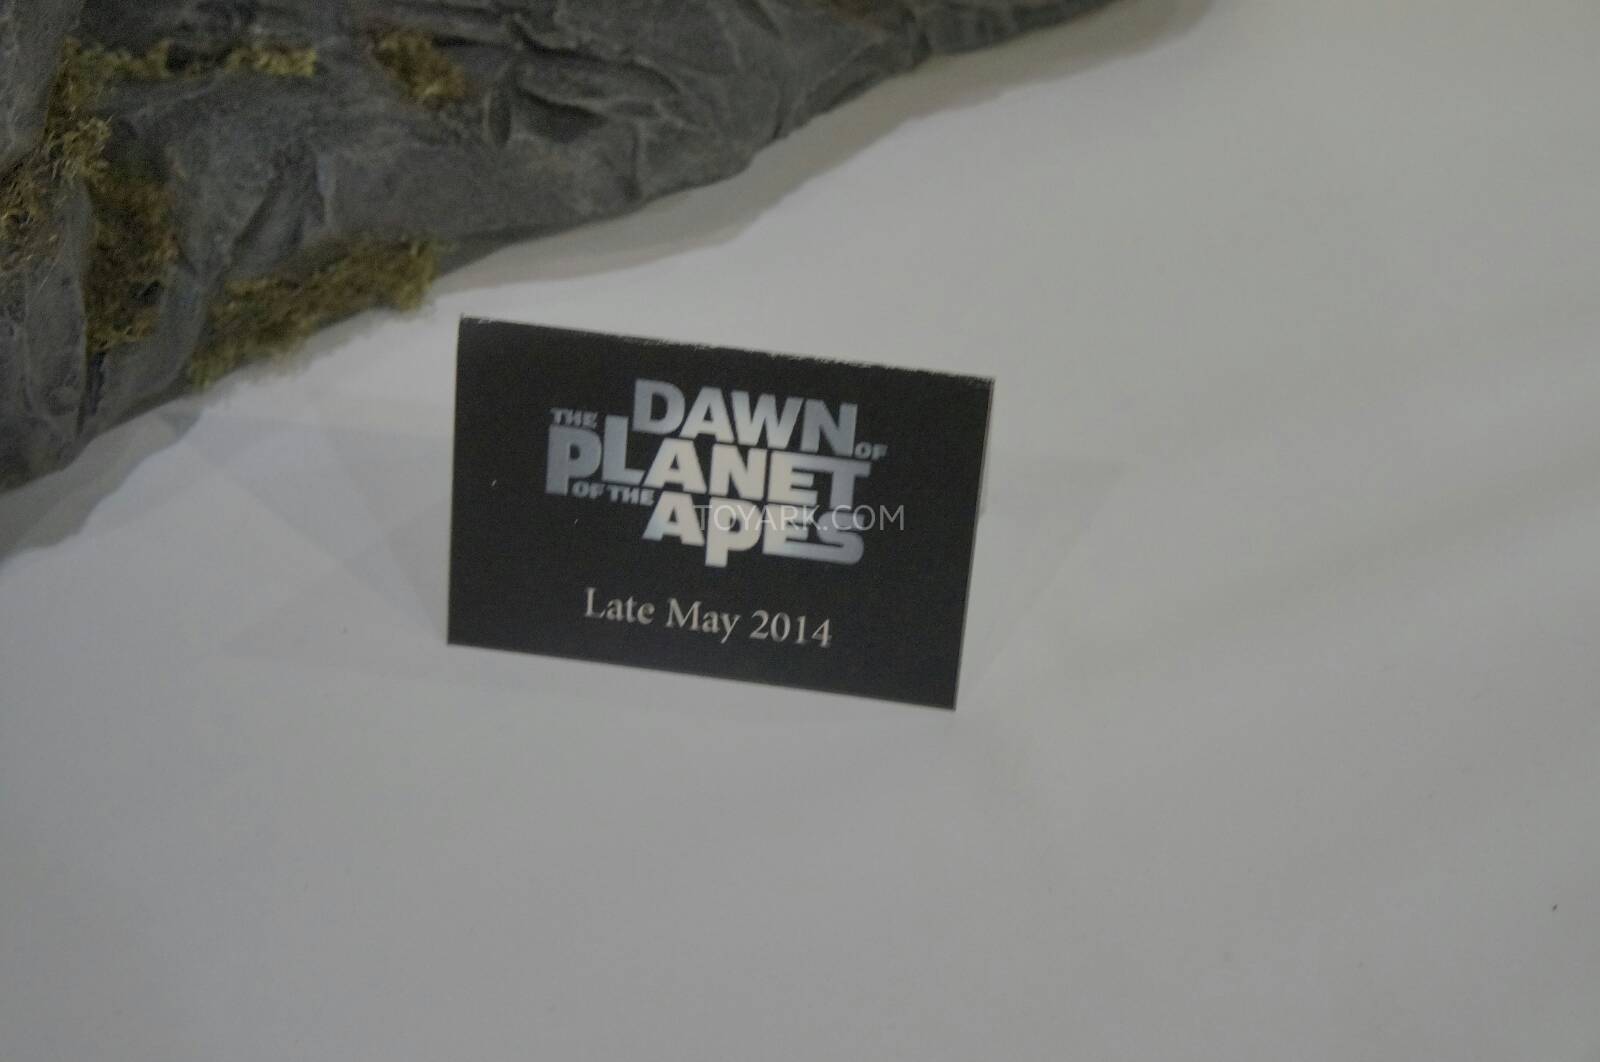 DAWN OF
THE PLANET
OF THE APES
TOYARK.COM
Late May 2014